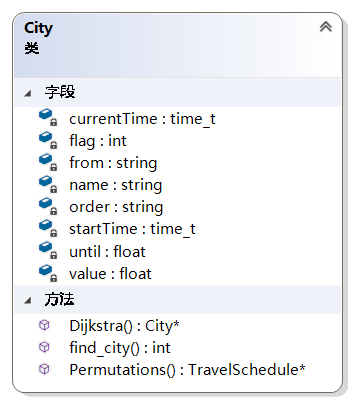 City
类
字段
currentTime : time_t
flag : int
from : string
name : string
order : string
startTime : time_t
until : float
value : float
方法
Dijkstra() : City*
find_city() : int
Permutations() : TravelSchedule*